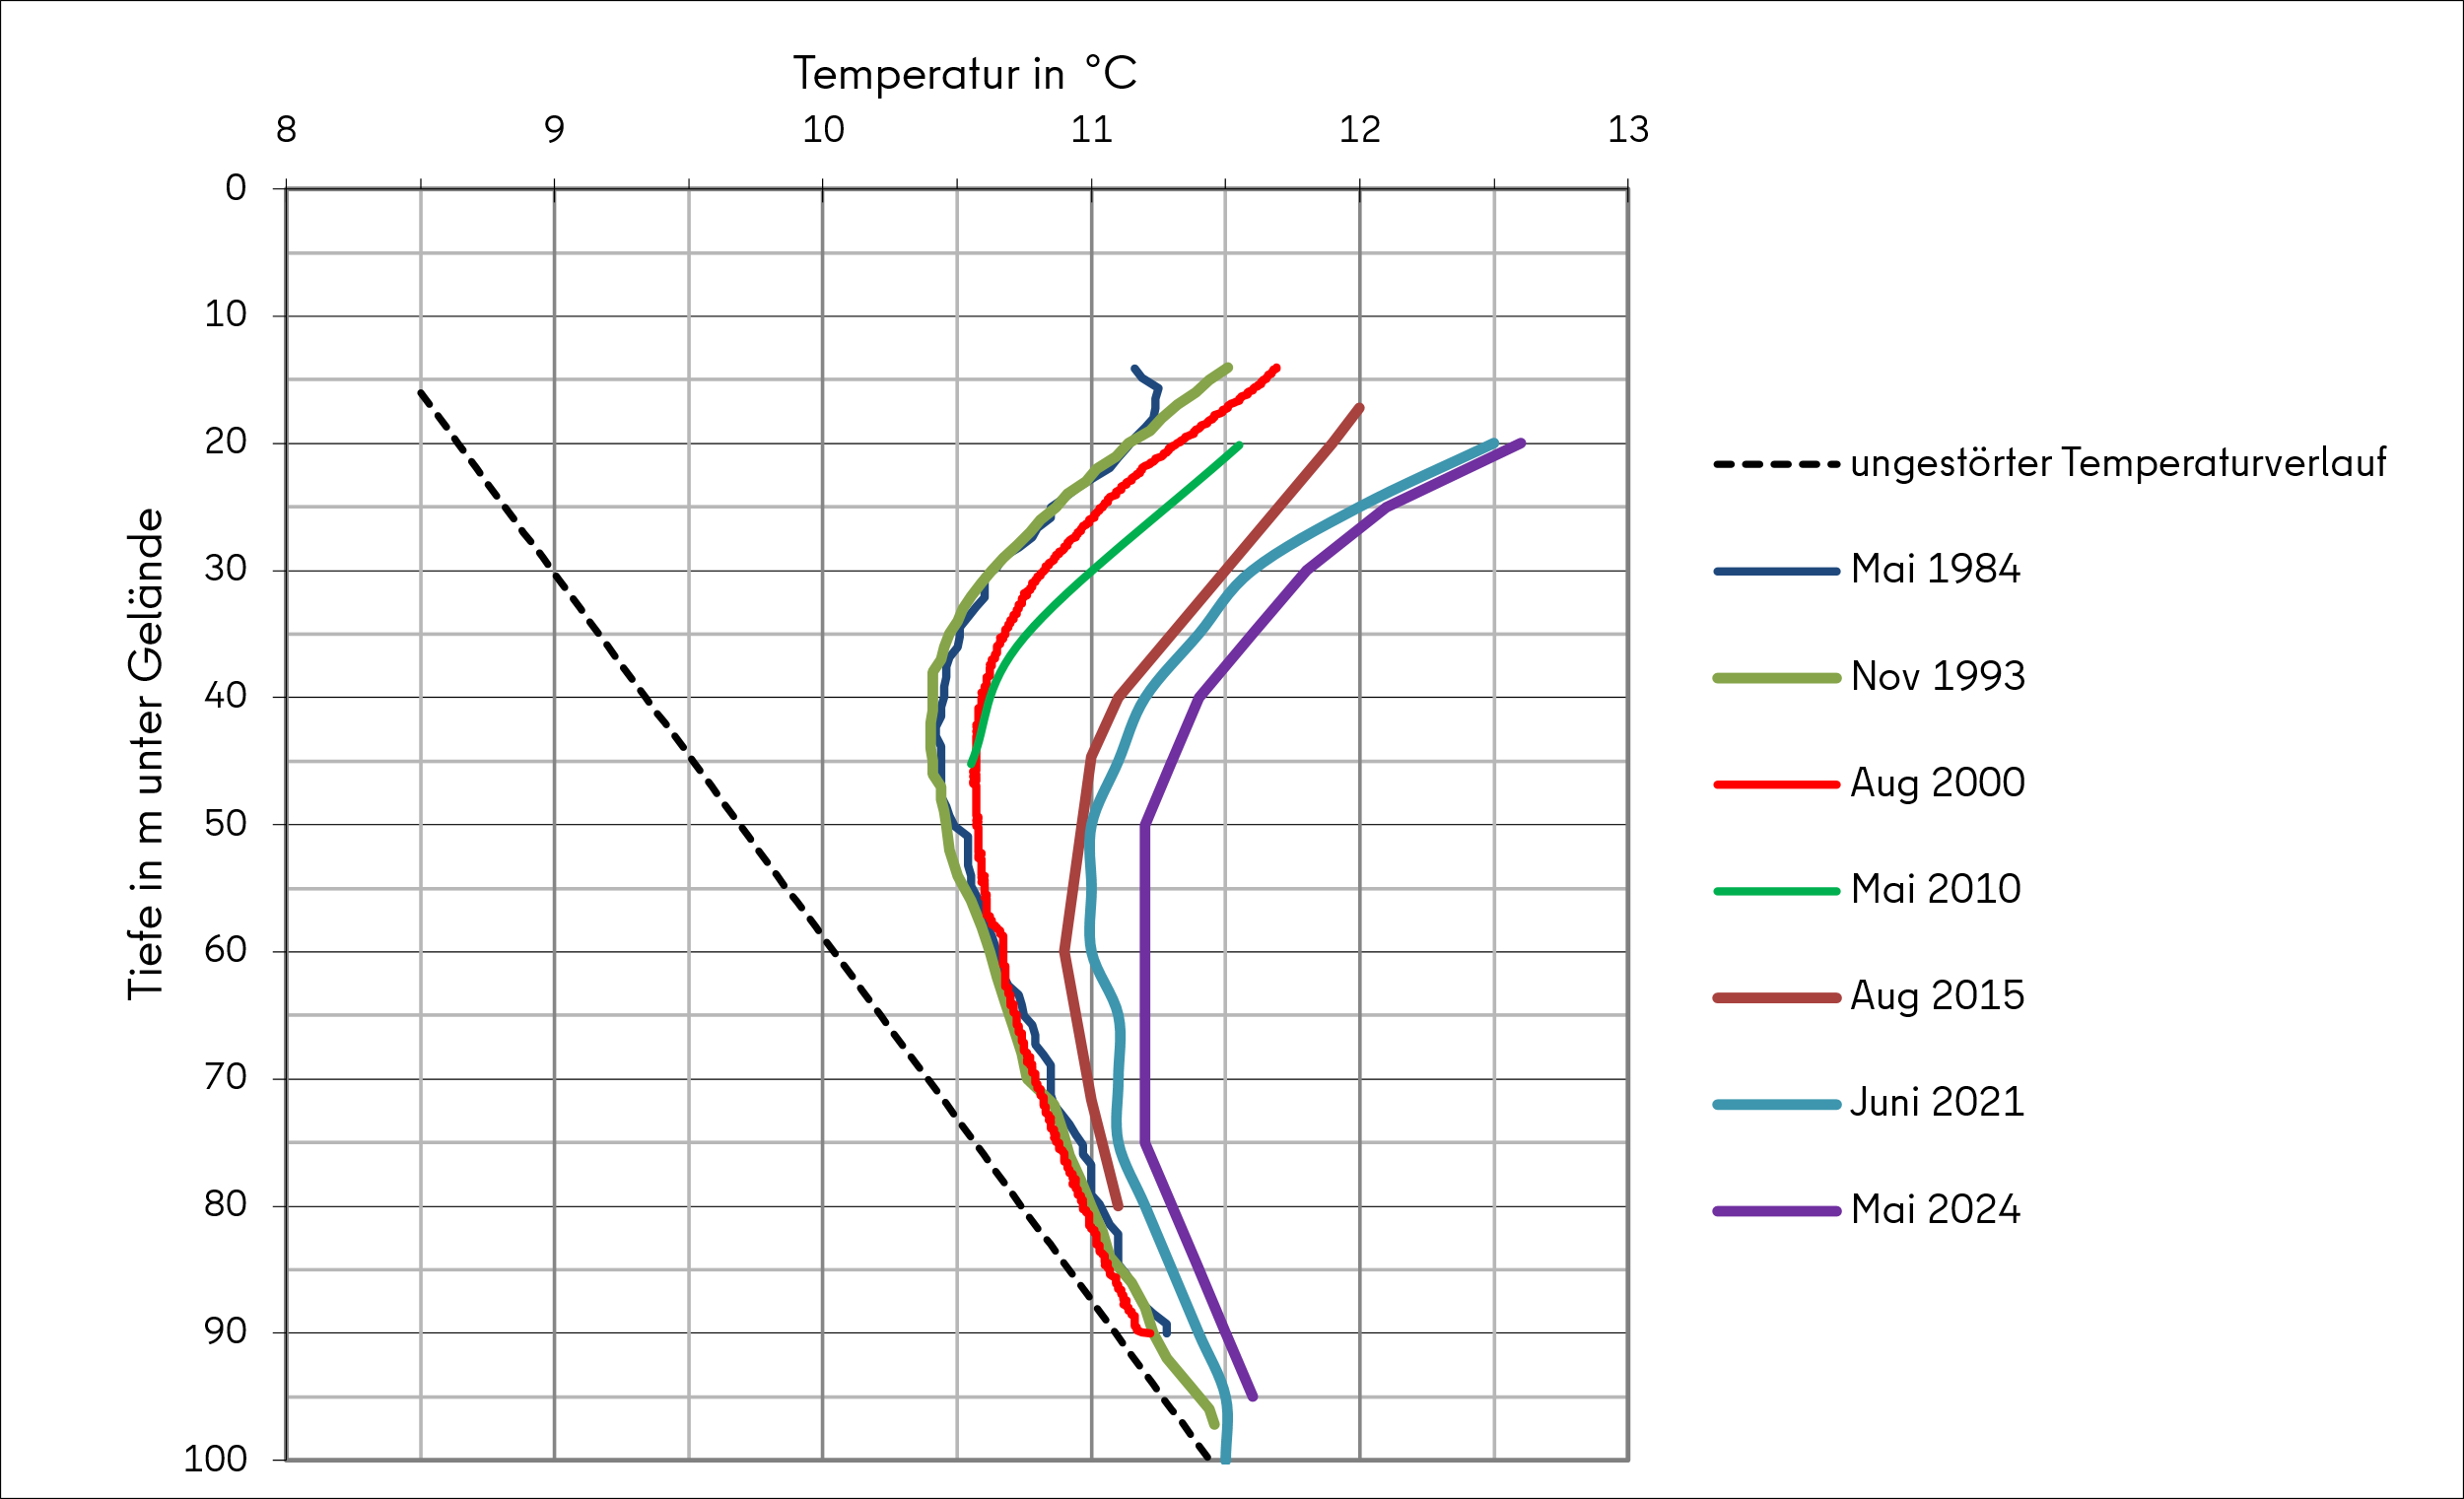 Temperatur in °C
8 9 10 11 12 13
Tiefe in m unter Gelände
0
10
20
30
40
50
60
70
80
90
100
ungestörter Temperaturverlauf
Mai 1984
Nov 1993
Aug 2000
Mai 2010
Aug 2015
Juni 2021
Mai 2024